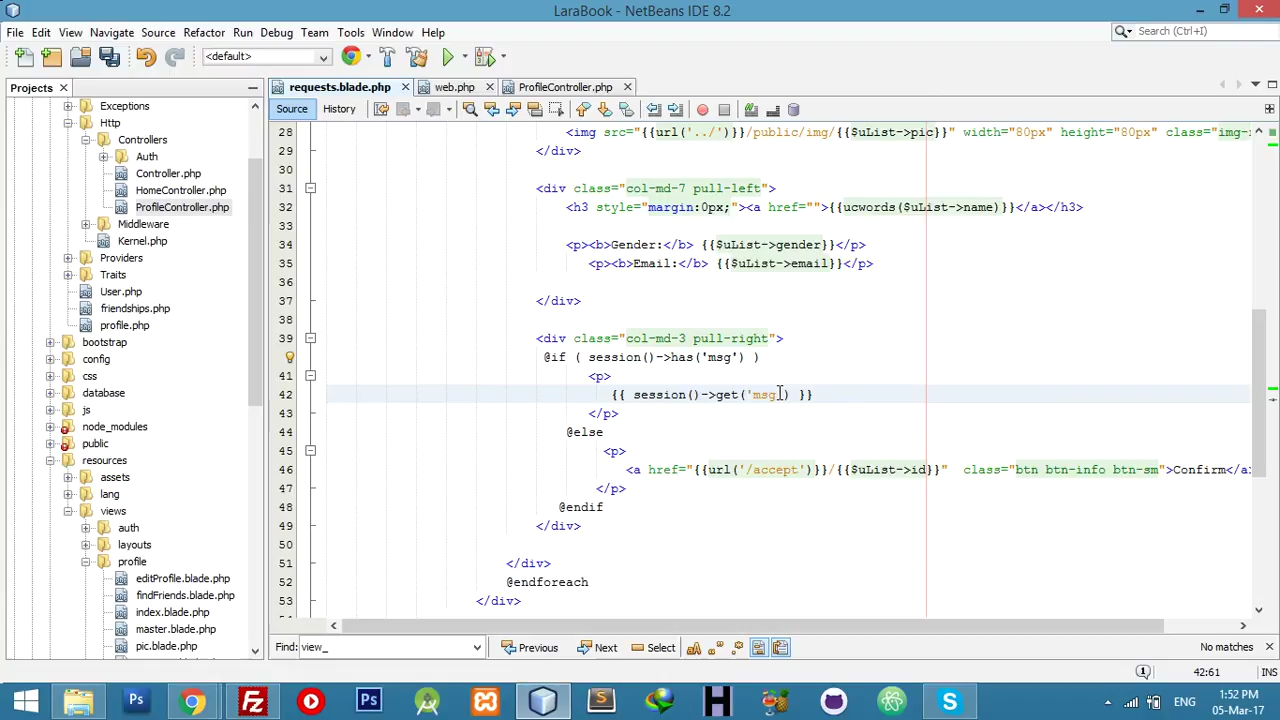 LaraBook - NetBeans IDE 8.2
File Edit View Navigate Source Refactor Run Debug Team Tools Window Help
Search (Ctrl+I)
<default>
Projects
requests.blade.php
web.php
ProfileController.php
Source
History
Exceptions
Http
Controllers
Auth
Controller.php
HomeController.php
ProfileController.php
Middleware
Kernel.php
Providers
Traits
User.php
friendships.php
profile.php
bootstrap
config
css
database
js
node_modules
public
resources
assets
lang
views
auth
layouts
profile
editProfile.blade.php
findFriends.blade.php
index.blade.php
master.blade.php
pic.blade.php
28 <img src="{{url('../')}}/public/img/{{$uList->pic}}" width="80px" height="80px" class="img-
29 </div>
30
31 <div class="col-md-7 pull-left">
32 <h3 style="margin:0px;"><a href="">{{ucwords($uList->name)}}</a></h3>
33
34 <p><b>Gender:</b> {{$uList->gender}}</p>
35 <p><b>Email:</b> {{$uList->email}}</p>
36
37 </div>
38
39 <div class="col-md-3 pull-right">
@if ( session()->has('msg') )
41 <p>
42 {{ session()->get('msg') }}
43 </p>
44 @else
45 <p>
46 <a href="{{url('/accept')}}/{{$uList->id}}" class="btn btn-info btn-sm">Confirm</a>
47 </p>
48 @endif
49 </div>
50
51 </div>
52 @endforeach
53 </div>
Find: view_
Previous
Next
Select
No matches
42:61
INS
ENG
1:52 PM
05-Mar-17